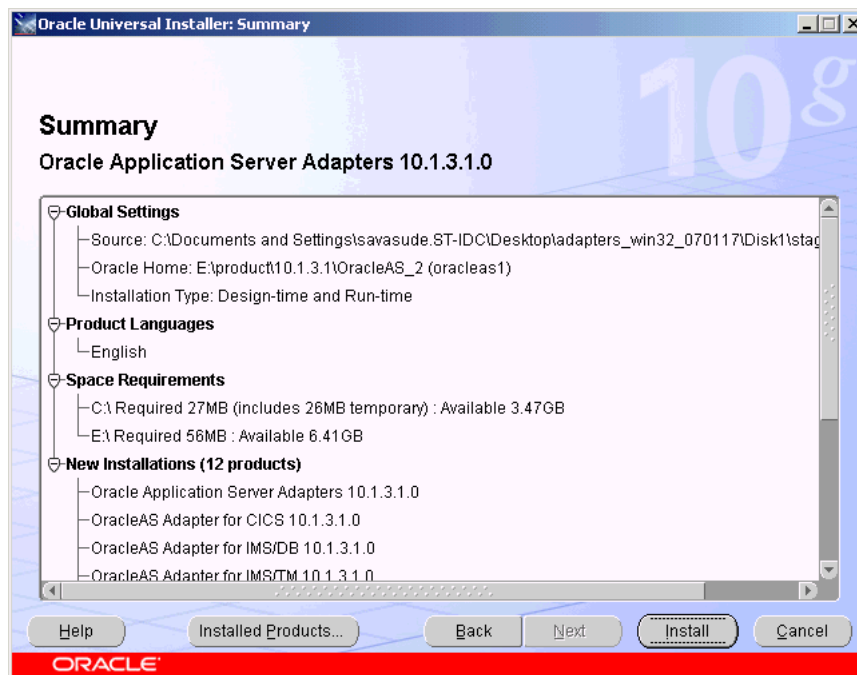 Oracle Universal Installer: Summary
10g
Summary
Oracle Application Server Adapters 10.1.3.1.0
Global Settings
Source: C:\Documents and Settings\savasude.ST-IDC\Desktop\adapters_win32_070117\Disk1\stag
Oracle Home: E:\product\10.1.3.1\OracleAS_2 (oracleas1)
Installation Type: Design-time and Run-time
Product Languages
English
Space Requirements
C:\ Required 27MB (includes 26MB temporary) : Available 3.47GB
E:\ Required 56MB : Available 6.41GB
New Installations (12 products)
Oracle Application Server Adapters 10.1.3.1.0
OracleAS Adapter for CICS 10.1.3.1.0
OracleAS Adapter for IMS/DB 10.1.3.1.0
OracleAS Adapter for IMS/TM 10.1.3.1.0
Help Installed Products... Back Next Install Cancel
ORACLE